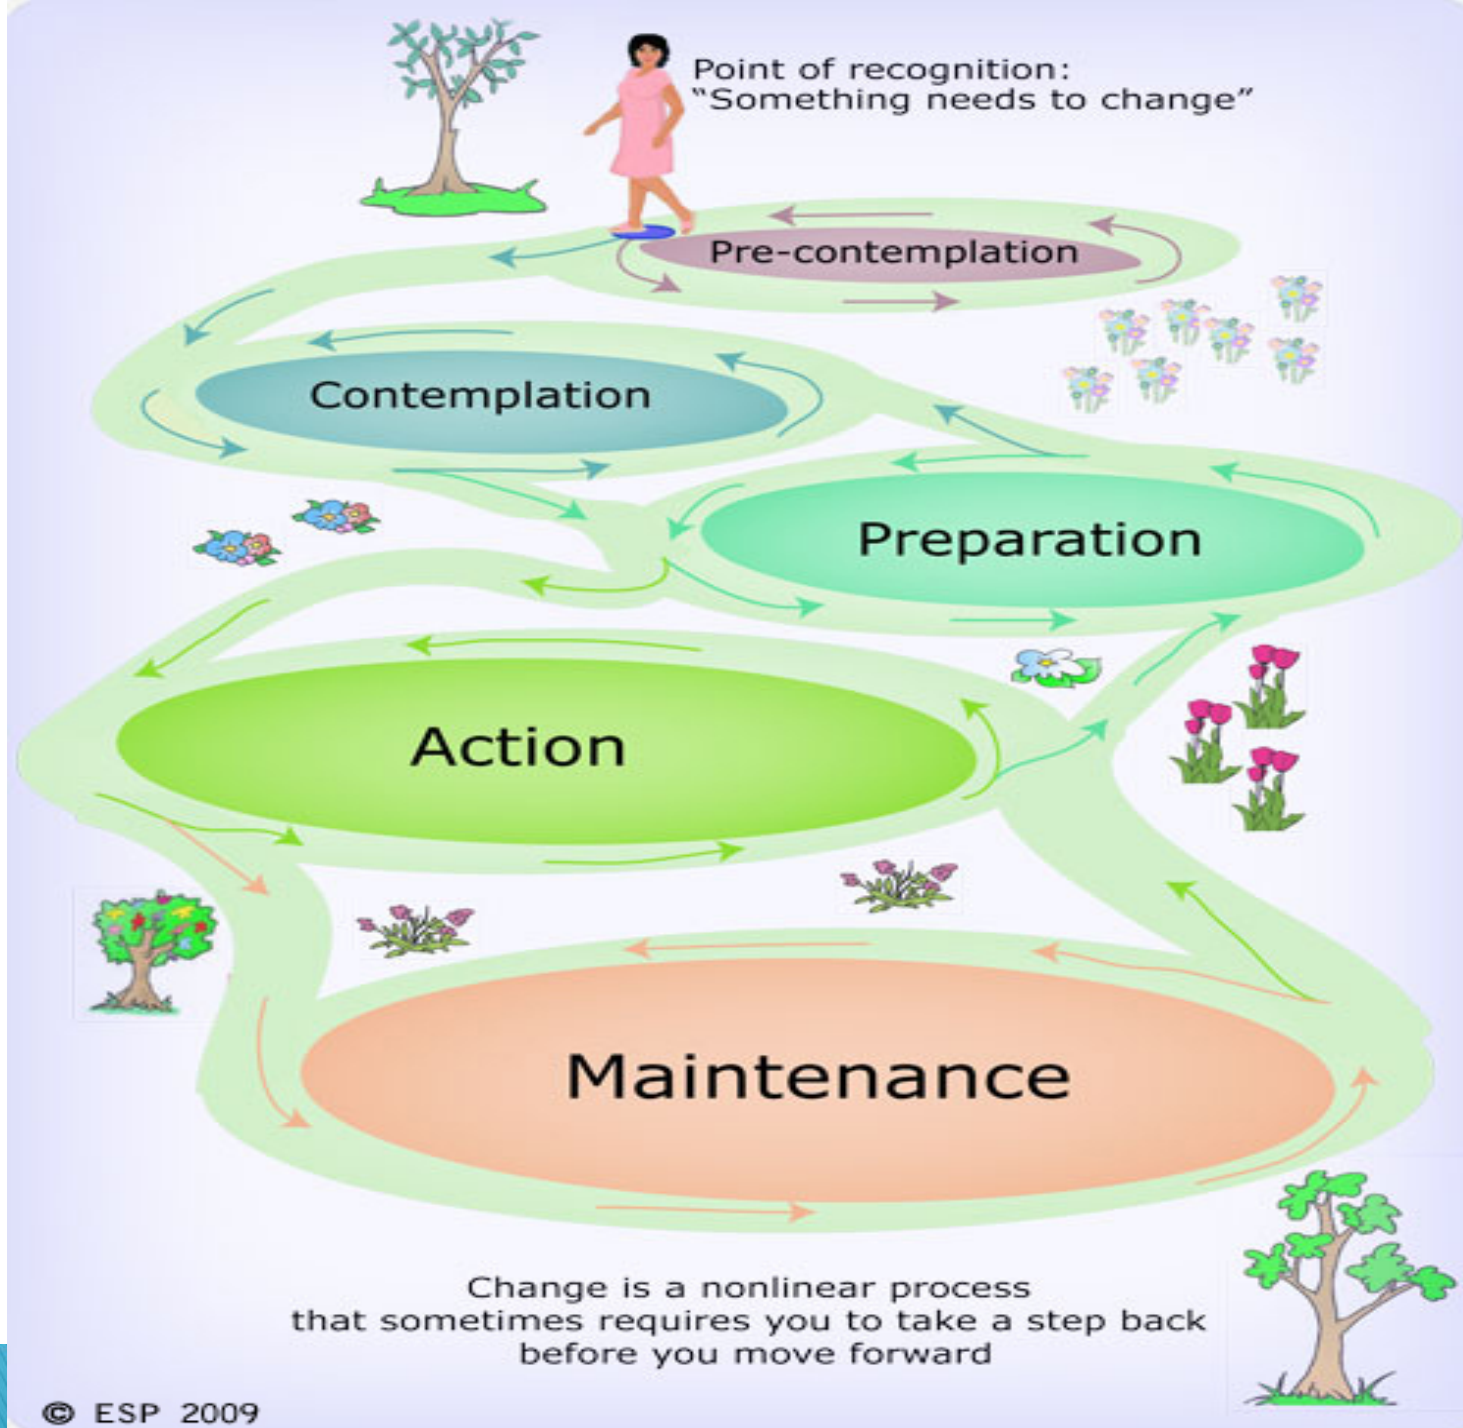 Point of recognition:
“Something needs to change”
Pre-contemplation
Contemplation
Preparation
Action
Maintenance
Change is a nonlinear process
that sometimes requires you to take a step back
before you move forward
© ESP 2009